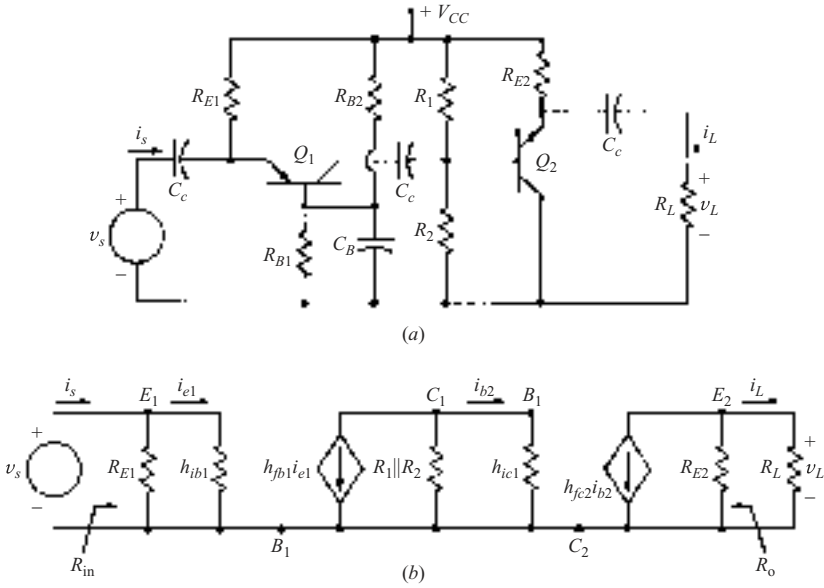 + V_CC
R_E1
R_B2
R_1
R_E2
i_s
Q_1
C_c
i_L
C_c
C_c
Q_2
+
v_s
−
R_B1
C_B
R_2
R_L
+
v_L
−
(a)
i_s
i_e1
C_1
i_b2
B_1
E_2
i_L
E_1
+
v_s
−
R_E1
h_ib1
h_fb1 i_e1
R_1||R_2
h_ic1
h_fc2 i_b2
R_E2
R_L
+
v_L
−
R_in
B_1
C_2
R_o
(b)